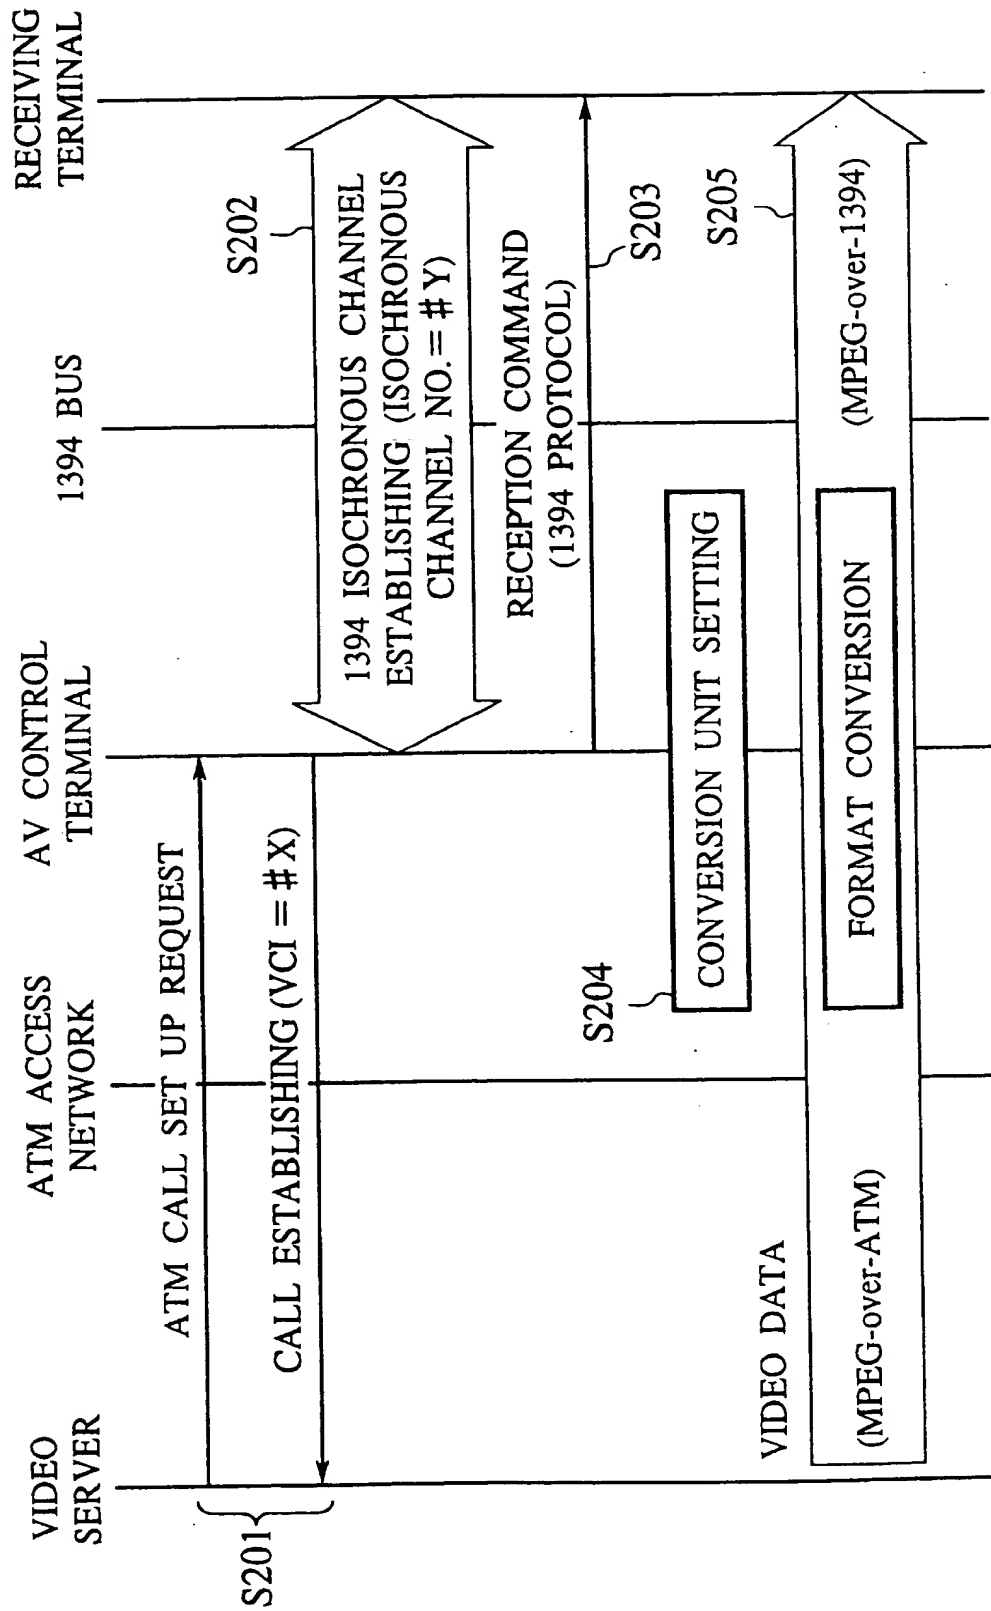 VIDEO
SERVER
ATM ACCESS
NETWORK
AV CONTROL
TERMINAL
1394 BUS
RECEIVING
TERMINAL
S201
ATM CALL SET UP REQUEST
CALL ESTABLISHING (VCI = #X)
S202
1394 ISOCHRONOUS CHANNEL
ESTABLISHING (ISOCHRONOUS
CHANNEL NO. = #Y)
RECEPTION COMMAND
(1394 PROTOCOL)
S203
S204
CONVERSION UNIT SETTING
S205
VIDEO DATA
(MPEG-over-ATM)
FORMAT CONVERSION
(MPEG-over-1394)